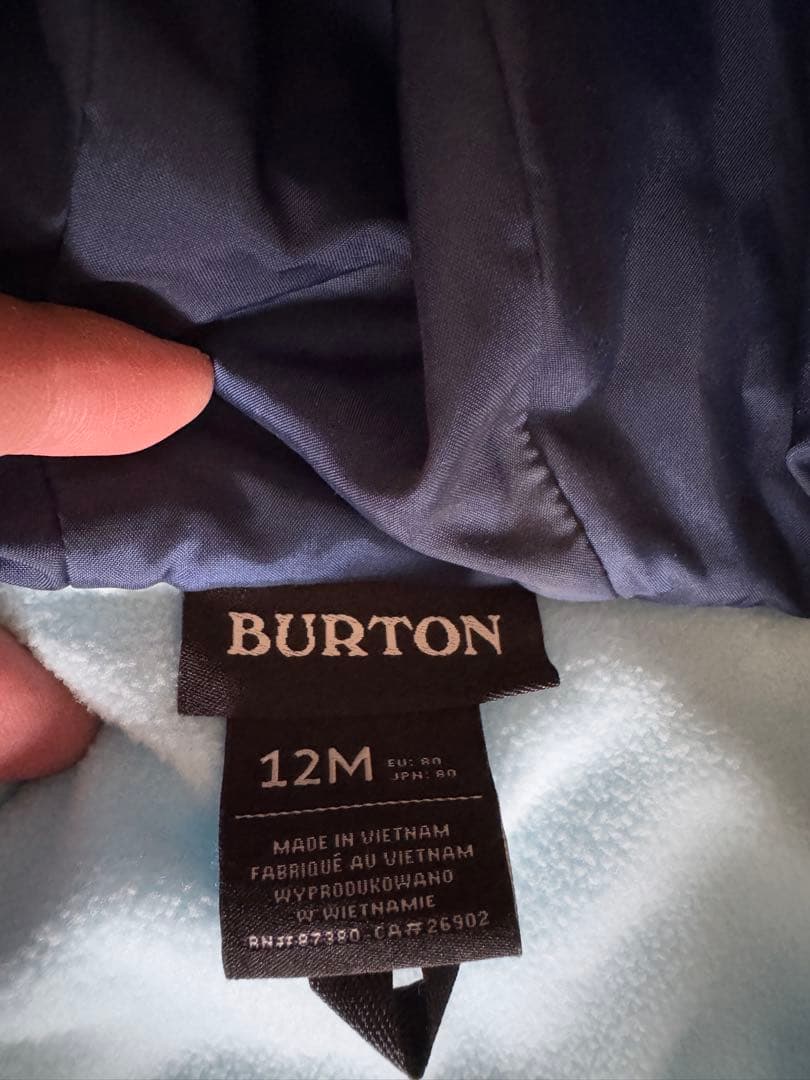 BURTON
12M
EU: 80
JPN: 80
MADE IN VIETNAM
FABRIQUÉ AU VIETNAM
WYPRODUKOWANO
W WIETNAMIE
RN#87380 CA#26902